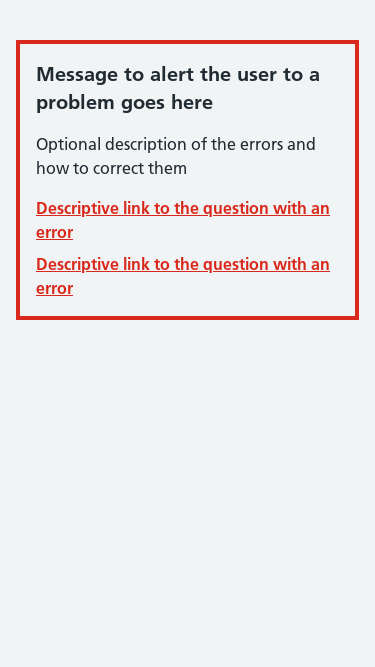 Message to alert the user to a
problem goes here
Optional description of the errors and
how to correct them
Descriptive link to the question with an
error
Descriptive link to the question with an
error